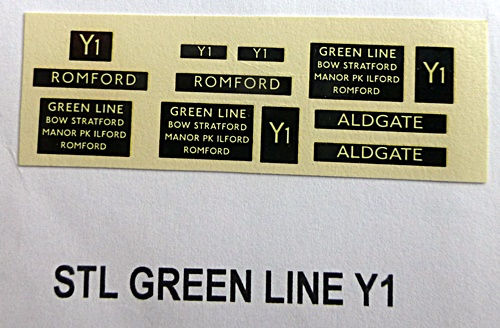 Y1
Y1
Y1
GREEN LINE
BOW STRATFORD
MANOR PK ILFORD
ROMFORD
Y1
ROMFORD
ROMFORD
GREEN LINE
BOW STRATFORD
MANOR PK ILFORD
ROMFORD
GREEN LINE
BOW STRATFORD
MANOR PK ILFORD
ROMFORD
Y1
ALDGATE
ALDGATE
STL GREEN LINE Y1